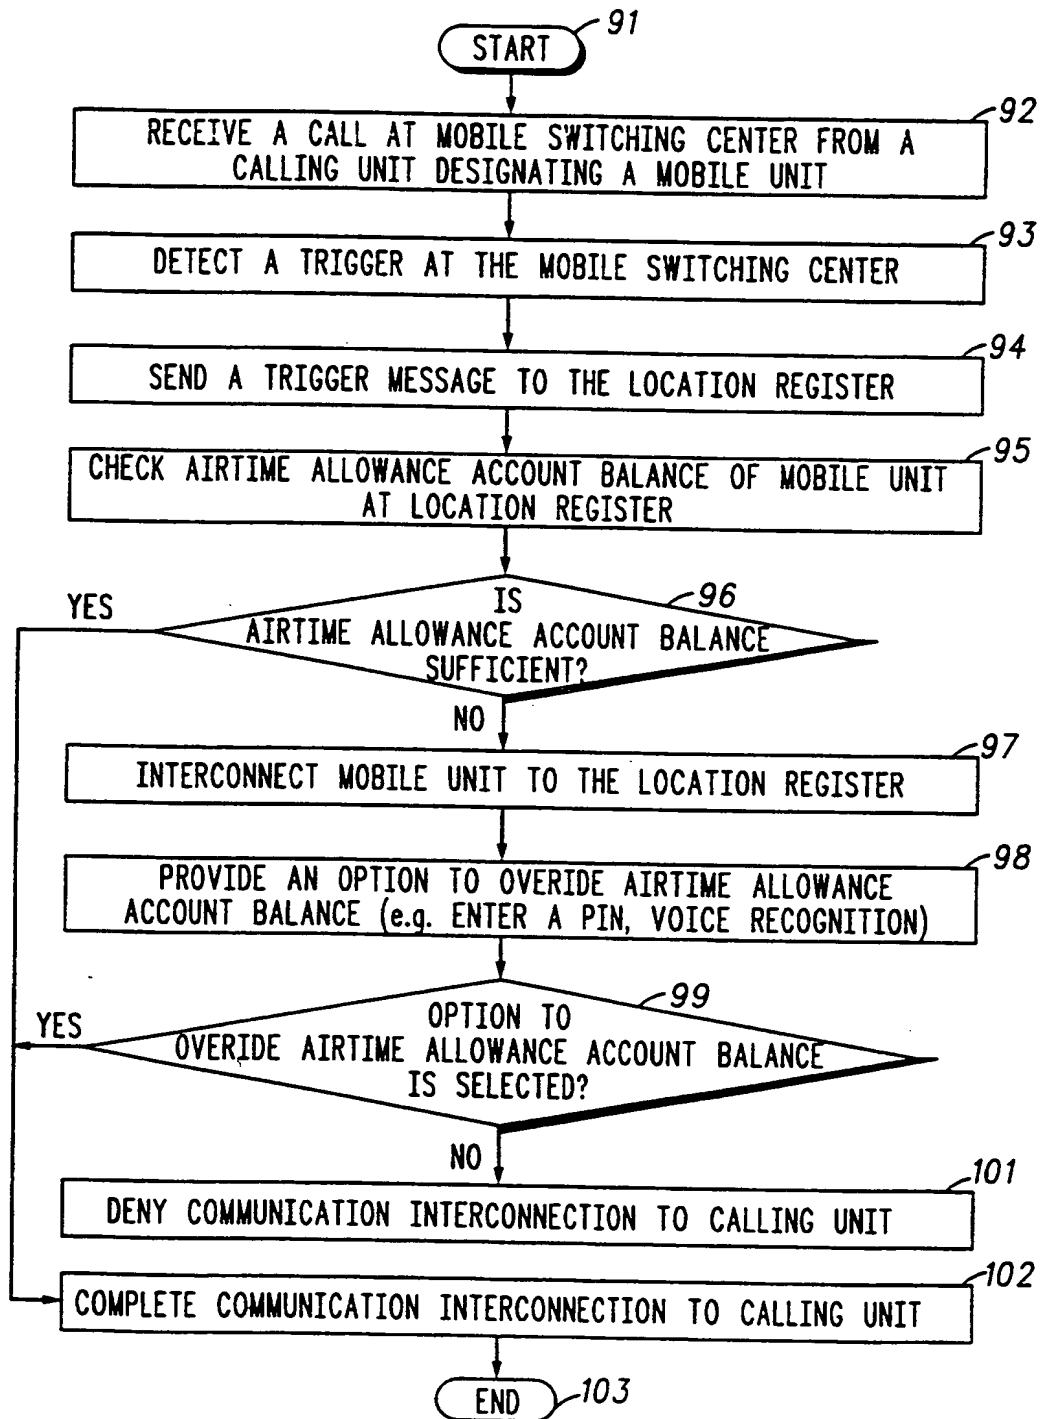 91
START
92
RECEIVE A CALL AT MOBILE SWITCHING CENTER FROM A
CALLING UNIT DESIGNATING A MOBILE UNIT
93
DETECT A TRIGGER AT THE MOBILE SWITCHING CENTER
94
SEND A TRIGGER MESSAGE TO THE LOCATION REGISTER
95
CHECK AIRTIME ALLOWANCE ACCOUNT BALANCE OF MOBILE UNIT
AT LOCATION REGISTER
96
YES
IS
AIRTIME ALLOWANCE ACCOUNT BALANCE
SUFFICIENT?
NO
97
INTERCONNECT MOBILE UNIT TO THE LOCATION REGISTER
98
PROVIDE AN OPTION TO OVERIDE AIRTIME ALLOWANCE
ACCOUNT BALANCE (e.g. ENTER A PIN, VOICE RECOGNITION)
99
YES
OPTION TO
OVERIDE AIRTIME ALLOWANCE ACCOUNT BALANCE
IS SELECTED?
NO
101
DENY COMMUNICATION INTERCONNECTION TO CALLING UNIT
102
COMPLETE COMMUNICATION INTERCONNECTION TO CALLING UNIT
END
103